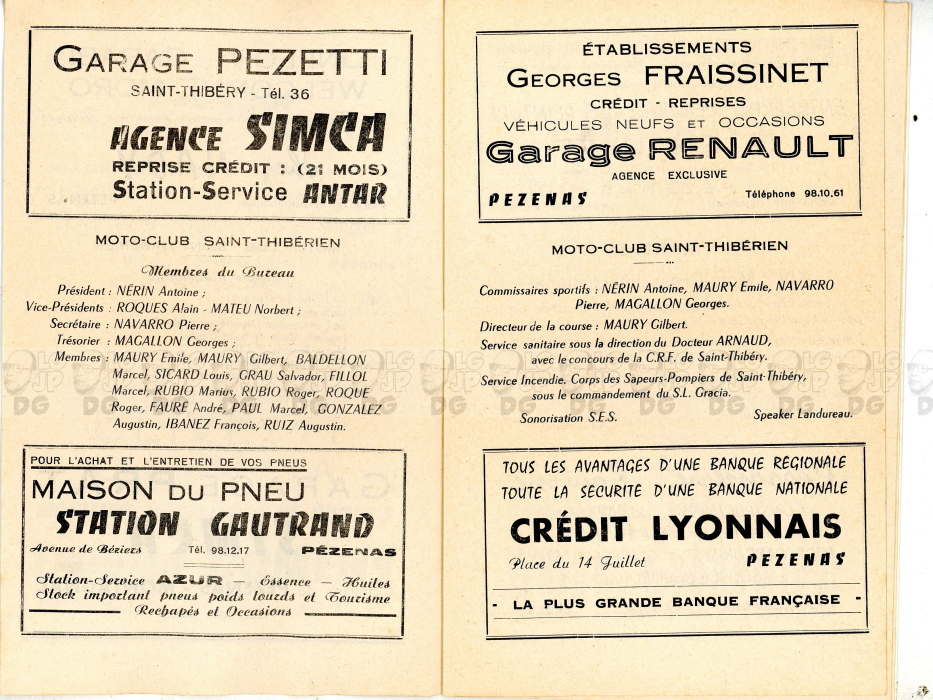 GARAGE PEZETTI
SAINT-THIBÉRY - Tél. 36
AGENCE SIMCA
REPRISE CRÉDIT : (21 MOIS)
Station-Service ANTAR
MOTO-CLUB SAINT-THIBÉRIEN
Membres du Bureau
Président : NÉRIN Antoine ;
Vice-Présidents : ROQUES Alain - MATEU Norbert ;
Secrétaire : NAVARRO Pierre ;
Trésorier : MAGALLON Georges ;
Membres : MAURY Emile, MAURY Gilbert, BALDELLON
Marcel, SICARD Louis, GRAU Salvador, FILLOL
Marcel, RUBIO Marius, RUBIO Roger, ROQUE
Roger, FAURÉ André, PAUL Marcel, GONZALEZ
Augustin, IBANEZ François, RUIZ Augustin.
POUR L'ACHAT ET L'ENTRETIEN DE VOS PNEUS
MAISON DU PNEU
STATION GAUTRAND
Avenue de Béziers Tél. 98.12.17 PÉZENAS
Station-Service AZUR — Essence — Huiles
Stock important pneus poids lourds et Tourisme
Rechapés et Occasions
ÉTABLISSEMENTS
GEORGES FRAISSINET
CRÉDIT - REPRISES
VÉHICULES NEUFS ET OCCASIONS
Garage RENAULT
AGENCE EXCLUSIVE
PEZENAS Téléphone 98.10.61
MOTO-CLUB SAINT-THIBÉRIEN
Commissaires sportifs : NÉRIN Antoine, MAURY Emile, NAVARRO
Pierre, MAGALLON Georges.
Directeur de la course : MAURY Gilbert.
Service sanitaire sous la direction du Docteur ARNAUD,
avec le concours de la C.R.F. de Saint-Thibéry.
Service Incendie. Corps des Sapeurs-Pompiers de Saint-Thibéry,
sous le commandement du S.L. Gracia.
Sonorisation S.E.S. Speaker Landureau.
TOUS LES AVANTAGES D'UNE BANQUE REGIONALE
TOUTE LA SECURITE D'UNE BANQUE NATIONALE
CRÉDIT LYONNAIS
Place du 14 Juillet PEZENAS
- LA PLUS GRANDE BANQUE FRANÇAISE -